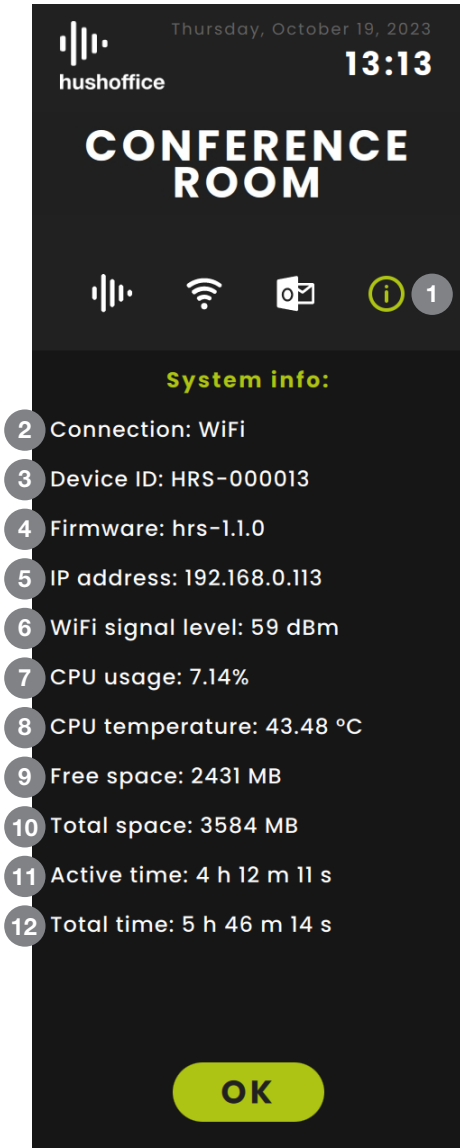 Thursday, October 19, 2023
13:13
hushoffice
CONFERENCE
ROOM
1
System info:
2 Connection: WiFi
3 Device ID: HRS-000013
4 Firmware: hrs-1.1.0
5 IP address: 192.168.0.113
6 WiFi signal level: 59 dBm
7 CPU usage: 7.14%
8 CPU temperature: 43.48 ºC
9 Free space: 2431 MB
10 Total space: 3584 MB
11 Active time: 4 h 12 m 11 s
12 Total time: 5 h 46 m 14 s
OK